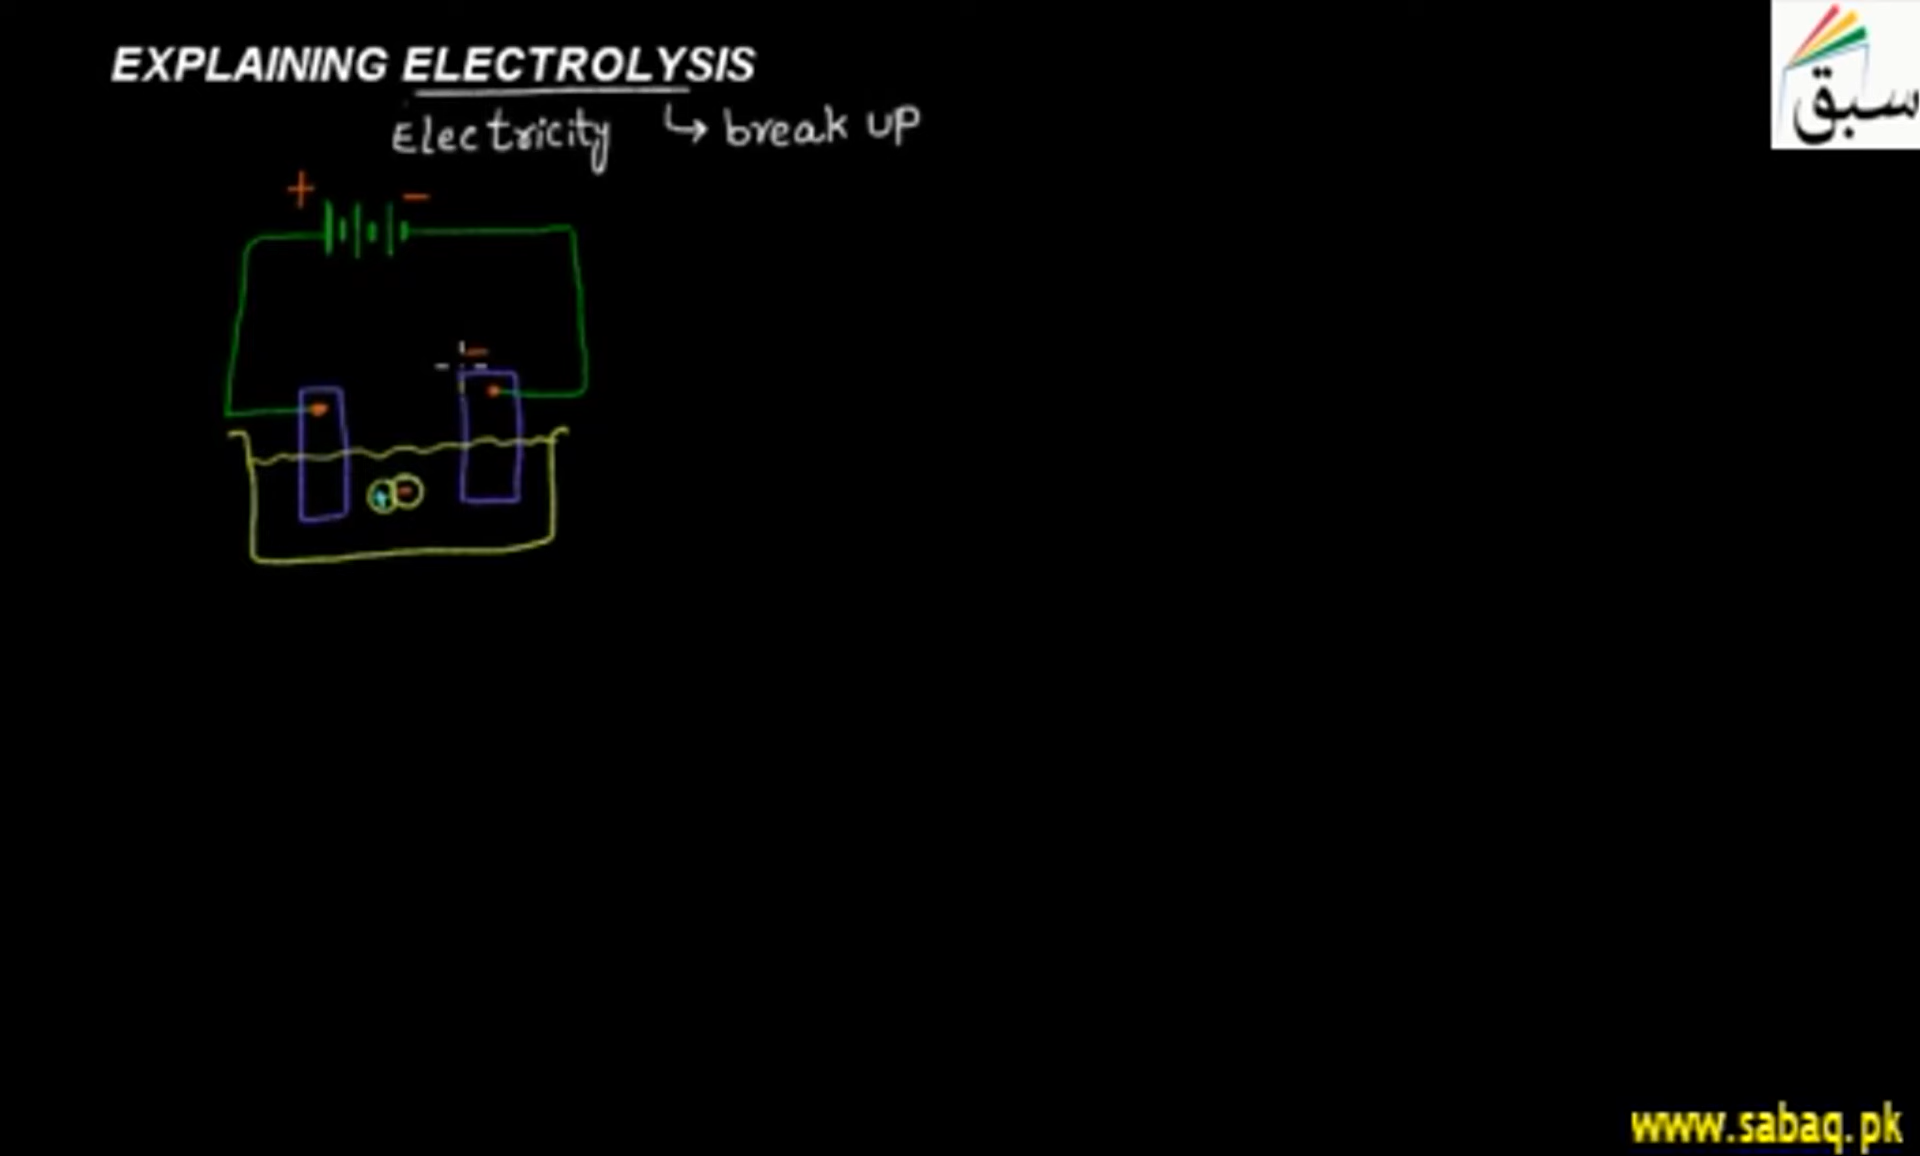 EXPLAINING ELECTROLYSIS
Electricity ↳ break up
+ −
−
+ −
سبق
www.sabaq.pk